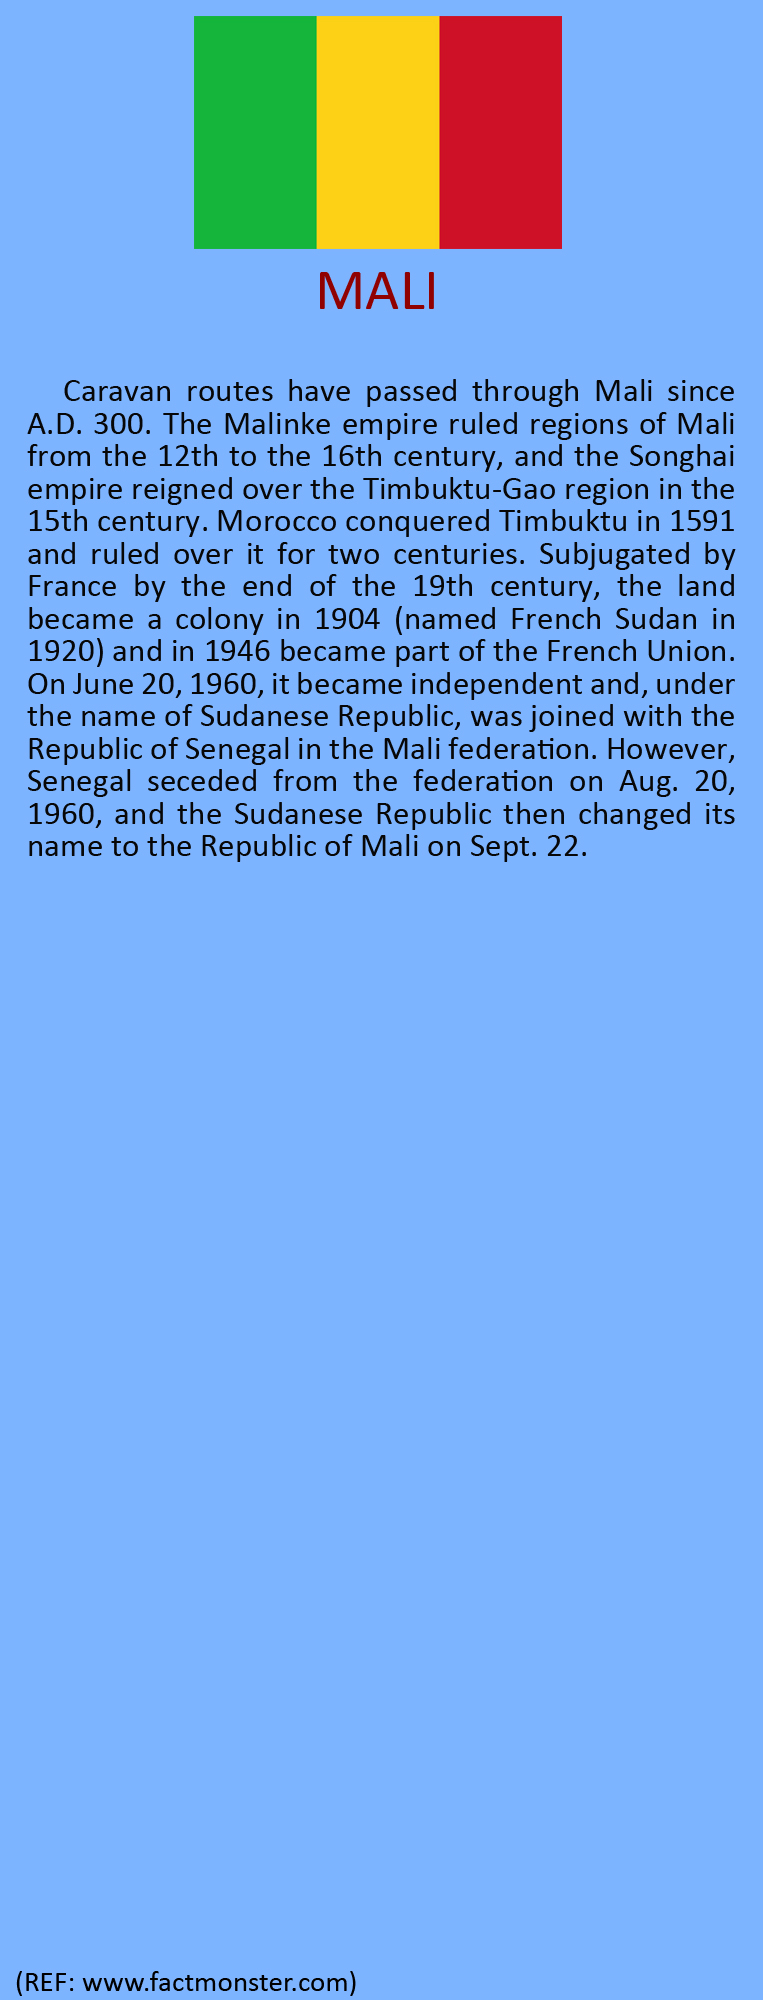 MALI
Caravan routes have passed through Mali since
A.D. 300. The Malinke empire ruled regions of Mali
from the 12th to the 16th century, and the Songhai
empire reigned over the Timbuktu-Gao region in the
15th century. Morocco conquered Timbuktu in 1591
and ruled over it for two centuries. Subjugated by
France by the end of the 19th century, the land
became a colony in 1904 (named French Sudan in
1920) and in 1946 became part of the French Union.
On June 20, 1960, it became independent and, under
the name of Sudanese Republic, was joined with the
Republic of Senegal in the Mali federation. However,
Senegal seceded from the federation on Aug. 20,
1960, and the Sudanese Republic then changed its
name to the Republic of Mali on Sept. 22.
(REF: www.factmonster.com)